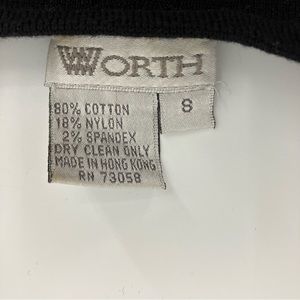 WORTH
8
80% COTTON
18% NYLON
2% SPANDEX
DRY CLEAN ONLY
MADE IN HONG KONG
RN 73058